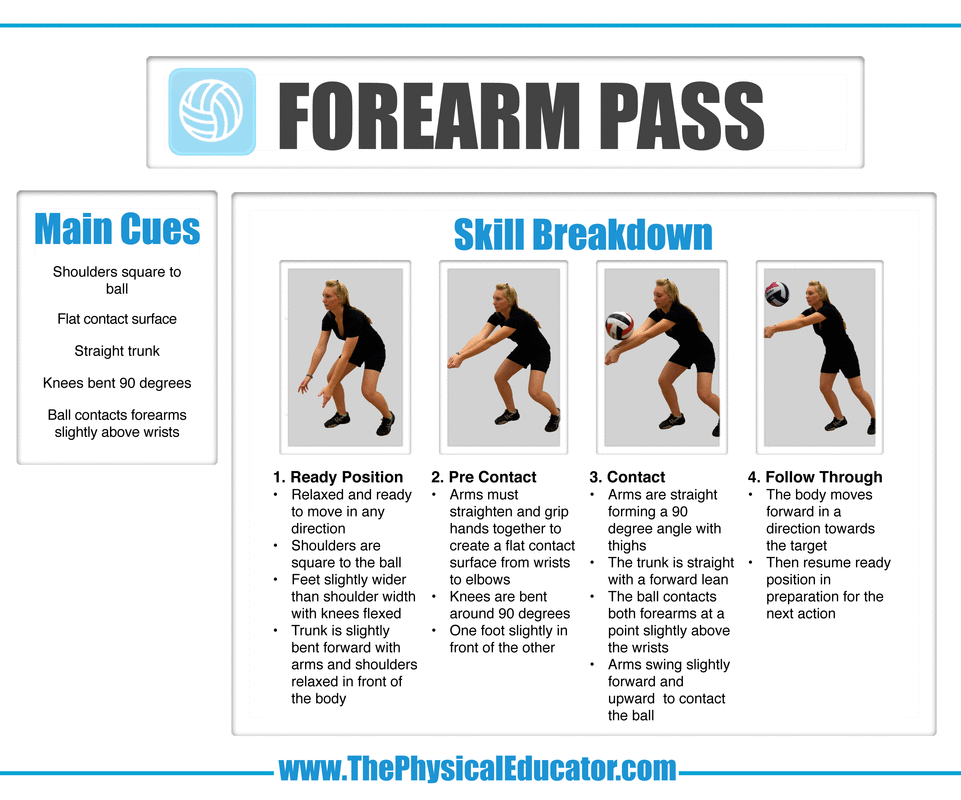 FOREARM PASS
Main Cues
Shoulders square to
ball
Flat contact surface
Straight trunk
Knees bent 90 degrees
Ball contacts forearms
slightly above wrists
Skill Breakdown
1. Ready Position
• Relaxed and ready
to move in any
direction
• Shoulders are
square to the ball
• Feet slightly wider
than shoulder width
with knees flexed
• Trunk is slightly
bent forward with
arms and shoulders
relaxed in front of
the body
2. Pre Contact
• Arms must
straighten and grip
hands together to
create a flat contact
surface from wrists
to elbows
• Knees are bent
around 90 degrees
• One foot slightly in
front of the other
3. Contact
• Arms are straight
forming a 90
degree angle with
thighs
• The trunk is straight
with a forward lean
• The ball contacts
both forearms at a
point slightly above
the wrists
• Arms swing slightly
forward and
upward  to contact
the ball
4. Follow Through
• The body moves
forward in a
direction towards
the target
• Then resume ready
position in
preparation for the
next action
www.ThePhysicalEducator.com